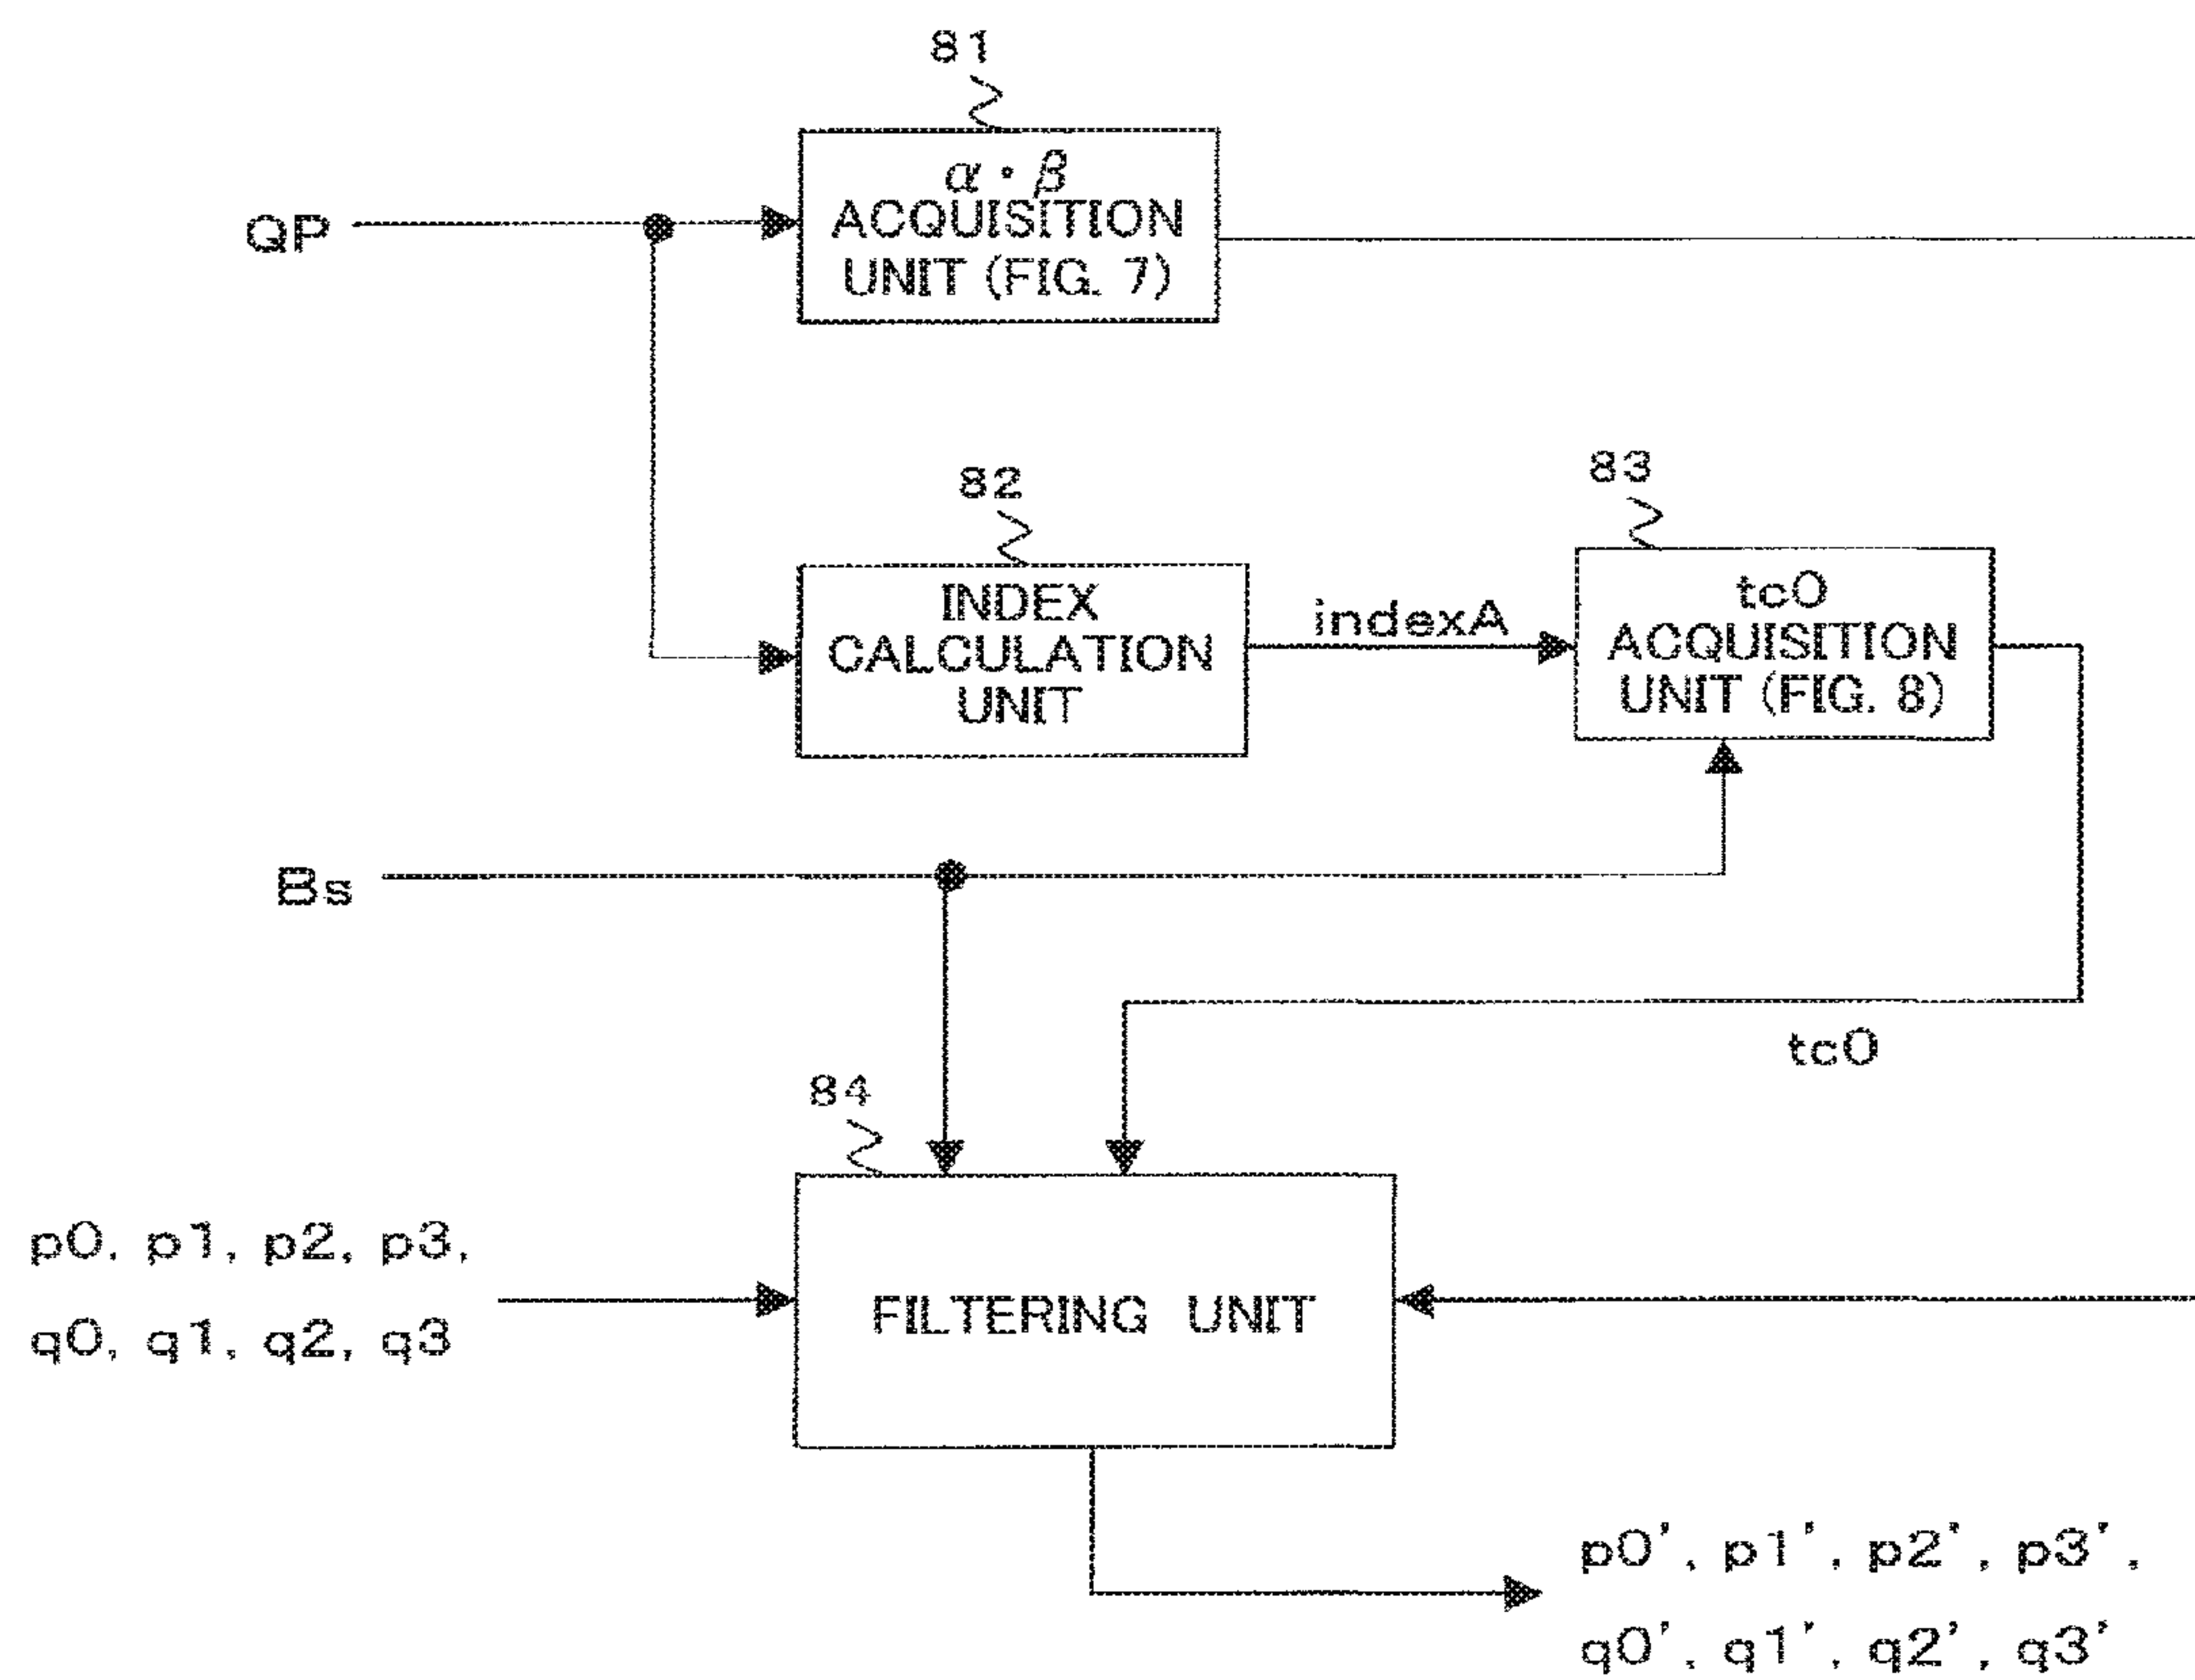 81
α・β
ACQUISITION
UNIT (FIG. 7)
QP
82
INDEX
CALCULATION
UNIT
indexA
83
tc0
ACQUISITION
UNIT (FIG. 8)
Bs
tc0
84
p0, p1, p2, p3,
q0, q1, q2, q3
FILTERING UNIT
p0', p1', p2', p3',
q0', q1', q2', q3'